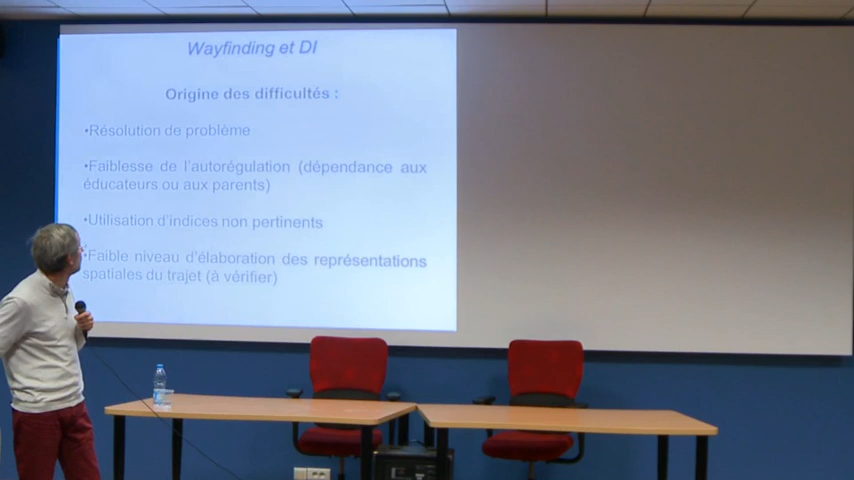 Wayfinding et DI
Origine des difficultés :
•Résolution de problème
•Faiblesse de l'autorégulation (dépendance aux
éducateurs ou aux parents)
•Utilisation d'indices non pertinents
•Faible niveau d'élaboration des représentations
spatiales du trajet (à vérifier)